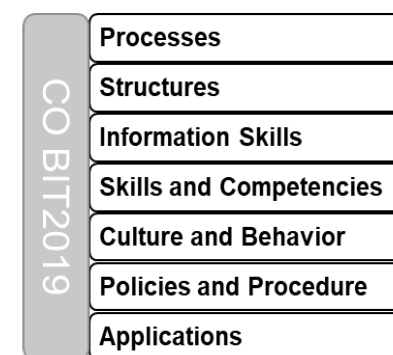 CO BIT2019
Processes
Structures
Information Skills
Skills and Competencies
Culture and Behavior
Policies and Procedure
Applications